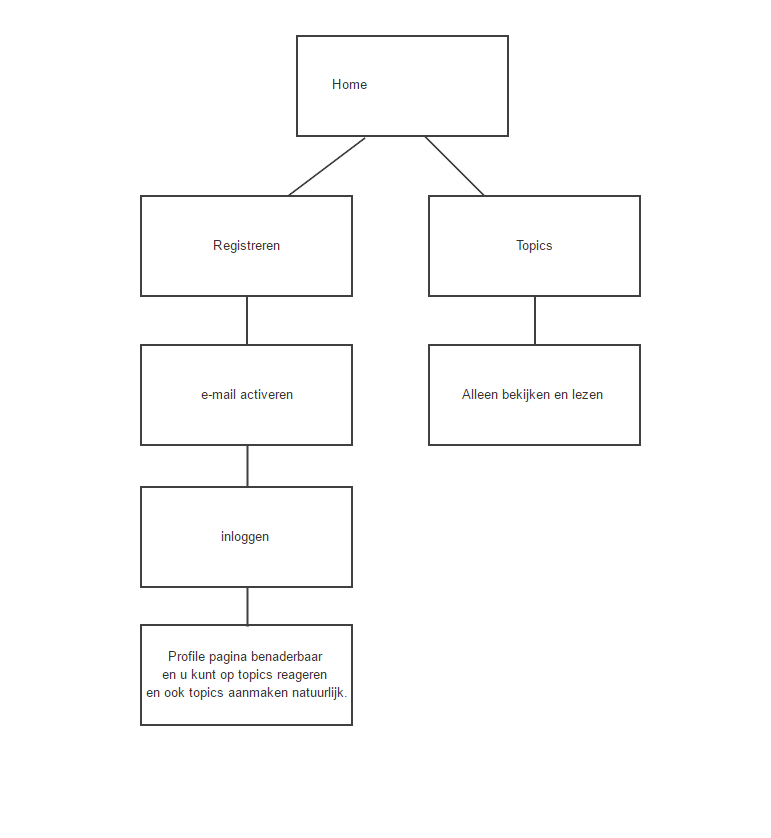 Home
Registreren
Topics
e-mail activeren
Alleen bekijken en lezen
inloggen
Profile pagina benaderbaar
en u kunt op topics reageren
en ook topics aanmaken natuurlijk.